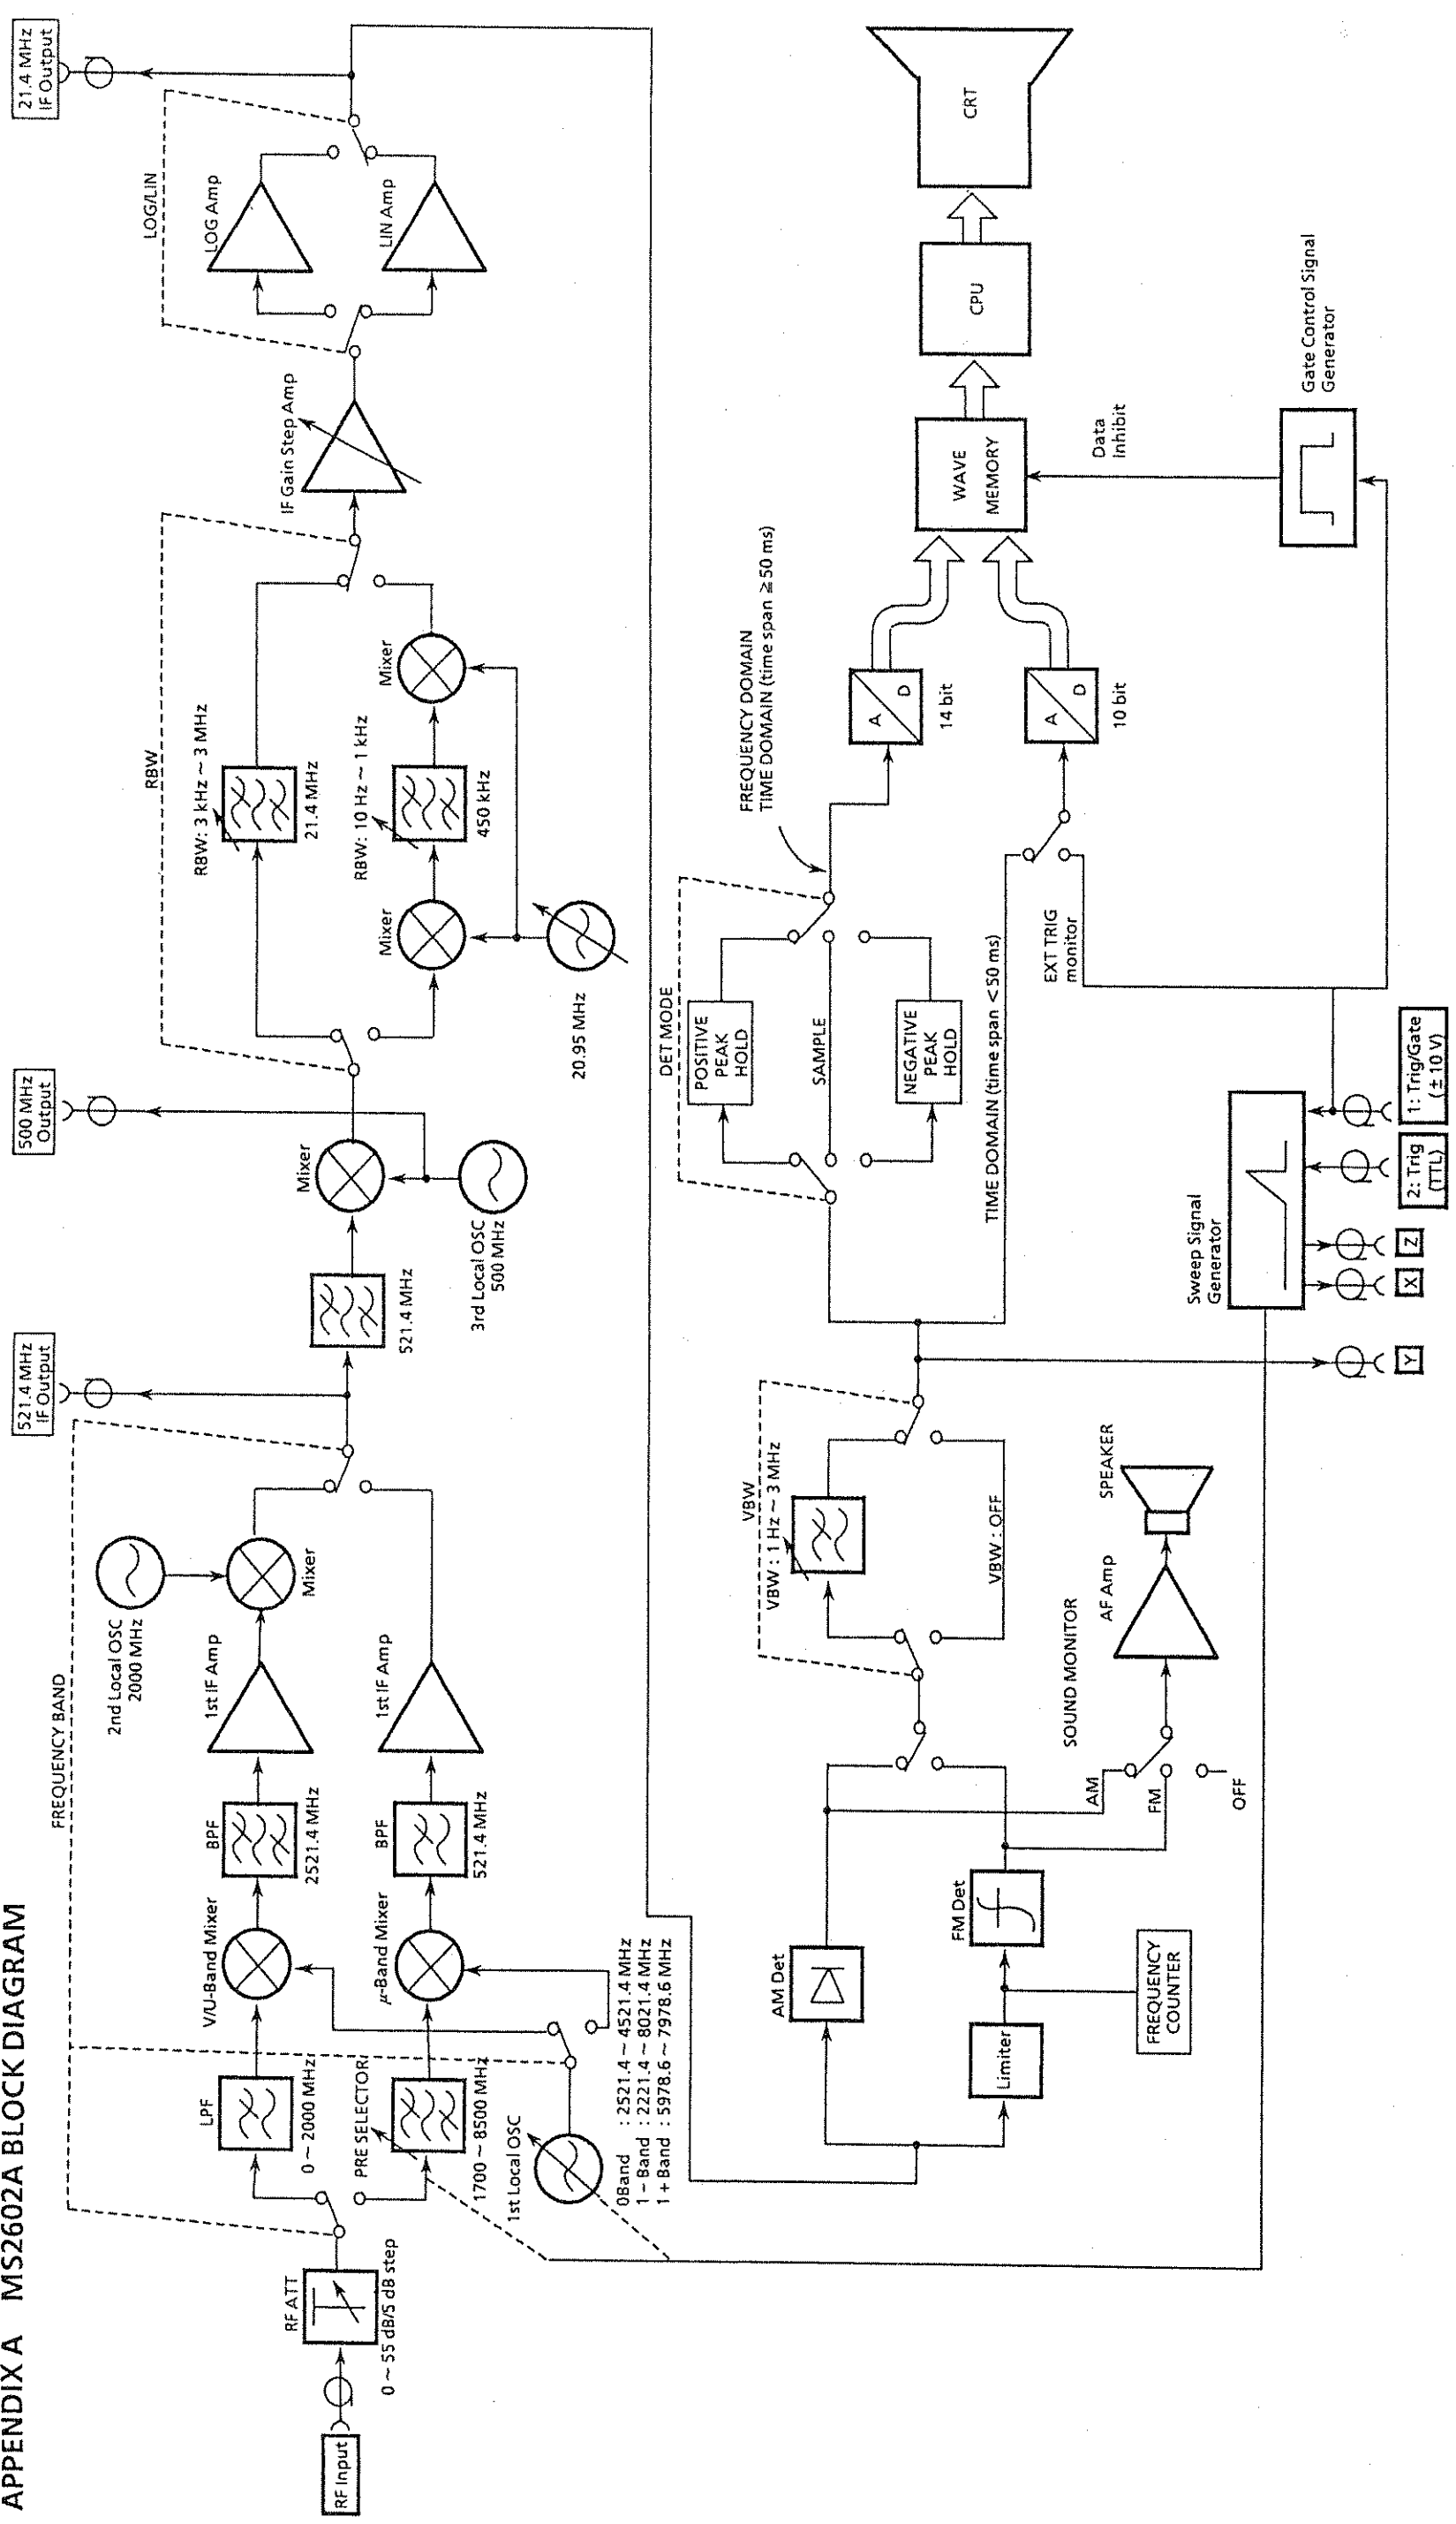 APPENDIX A    MS2602A BLOCK DIAGRAM
RF Input
RF ATT
0 ~ 55 dB/5 dB step
FREQUENCY BAND
LPF
0 ~ 2000 MHz
PRE SELECTOR
1700 ~ 8500 MHz
1st Local OSC
0Band : 2521.4 ~ 4521.4 MHz
1 − Band : 2221.4 ~ 8021.4 MHz
1 + Band : 5978.6 ~ 7978.6 MHz
V/U-Band Mixer
μ-Band Mixer
BPF
2521.4 MHz
BPF
521.4 MHz
1st IF Amp
1st IF Amp
2nd Local OSC
2000 MHz
Mixer
521.4 MHz
IF Output
521.4 MHz
Mixer
3rd Local OSC
500 MHz
500 MHz
Output
RBW
RBW: 3 kHz ~ 3 MHz
21.4 MHz
RBW: 10 Hz ~ 1 kHz
450 kHz
Mixer
Mixer
20.95 MHz
IF Gain Step Amp
LOG/LIN
LOG Amp
LIN Amp
21.4 MHz
IF Output
AM Det
Limiter
FM Det
FREQUENCY
COUNTER
AM
FM
OFF
SOUND MONITOR
AF Amp
SPEAKER
VBW
VBW : 1 Hz ~ 3 MHz
VBW : OFF
Y
DET MODE
POSITIVE
PEAK
HOLD
SAMPLE
NEGATIVE
PEAK
HOLD
FREQUENCY DOMAIN
TIME DOMAIN (time span ≧ 50 ms)
TIME DOMAIN (time span < 50 ms)
EXT TRIG
monitor
Sweep Signal
Generator
X
Z
2: Trig
(TTL)
1: Trig/Gate
(± 10 V)
A
D
14 bit
A
D
10 bit
WAVE
MEMORY
Data
Inhibit
Gate Control Signal
Generator
CPU
CRT